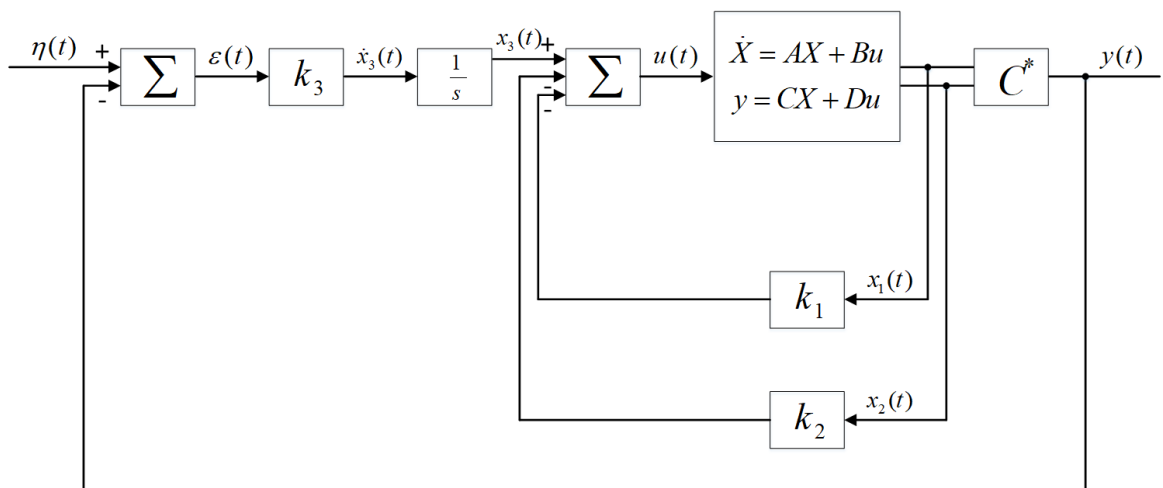 η(t) + - Σ ε(t) k₃ ẋ₃(t) 1/s x₃(t) + - - Σ u(t)
Ẋ = AX + Bu
y = CX + Du
C* y(t)
k₁ x₁(t)
k₂ x₂(t)